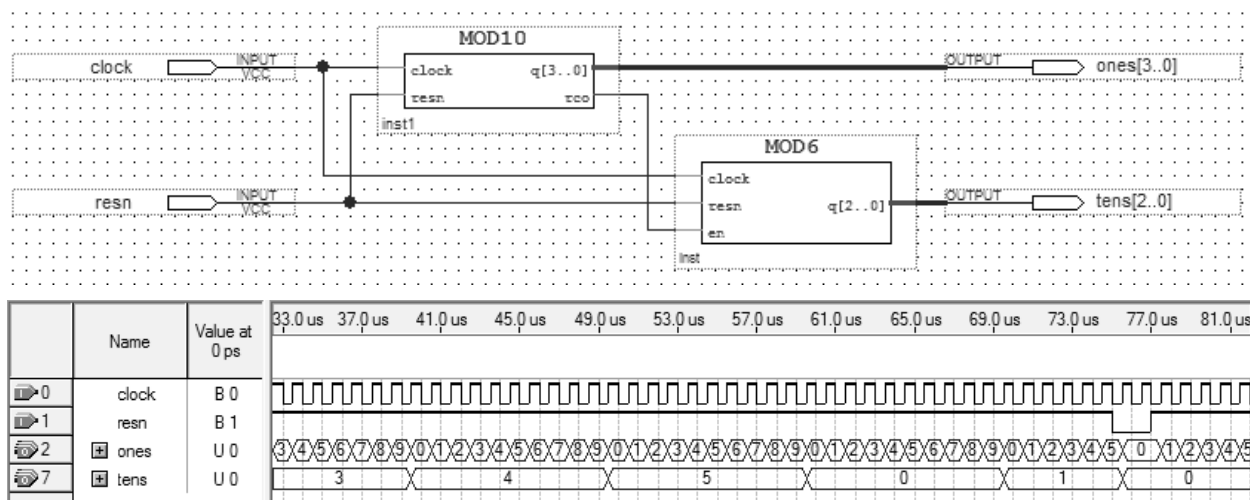 MOD10
clock
INPUT
VCC
clock
q[3..0]
OUTPUT
ones[3..0]
resn
rco
inst1
MOD6
clock
resn
INPUT
VCC
resn
q[2..0]
OUTPUT
tens[2..0]
en
inst
Name
Value at
0 ps
33.0 us 37.0 us 41.0 us 45.0 us 49.0 us 53.0 us 57.0 us 61.0 us 65.0 us 69.0 us 73.0 us 77.0 us 81.0 us
0 clock B 0
1 resn B 1
2 ones U 0 3 4 5 6 7 8 9 0 1 2 3 4 5 6 7 8 9 0 1 2 3 4 5 6 7 8 9 0 1 2 3 4 5 6 7 8 9 0 1 2 3 4 5 0 1 2 3 4 5
7 tens U 0 3 4 5 0 1 0